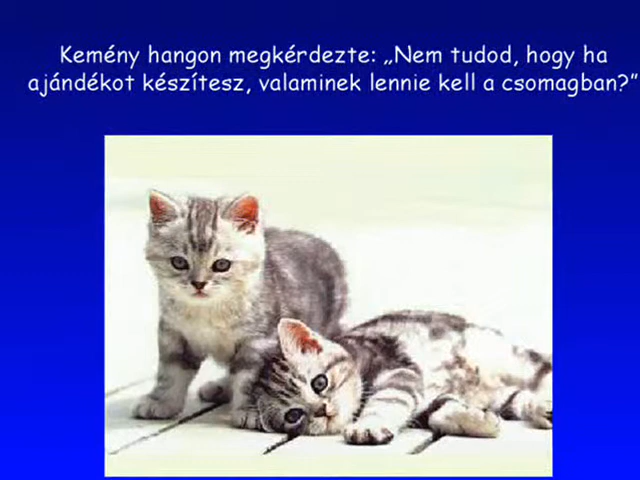 Kemény hangon megkérdezte: „Nem tudod, hogy ha
ajándékot készítesz, valaminek lennie kell a csomagban?”